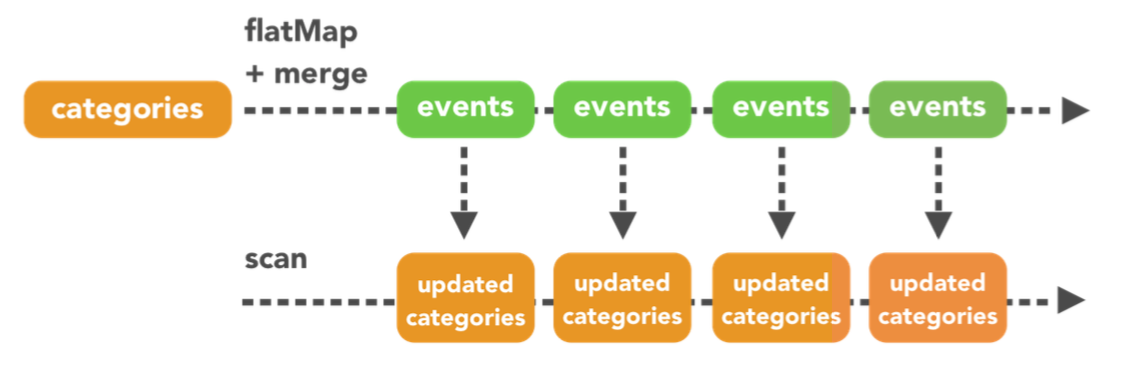 flatMap
+ merge
categories
events
events
events
events
scan
updated
categories
updated
categories
updated
categories
updated
categories